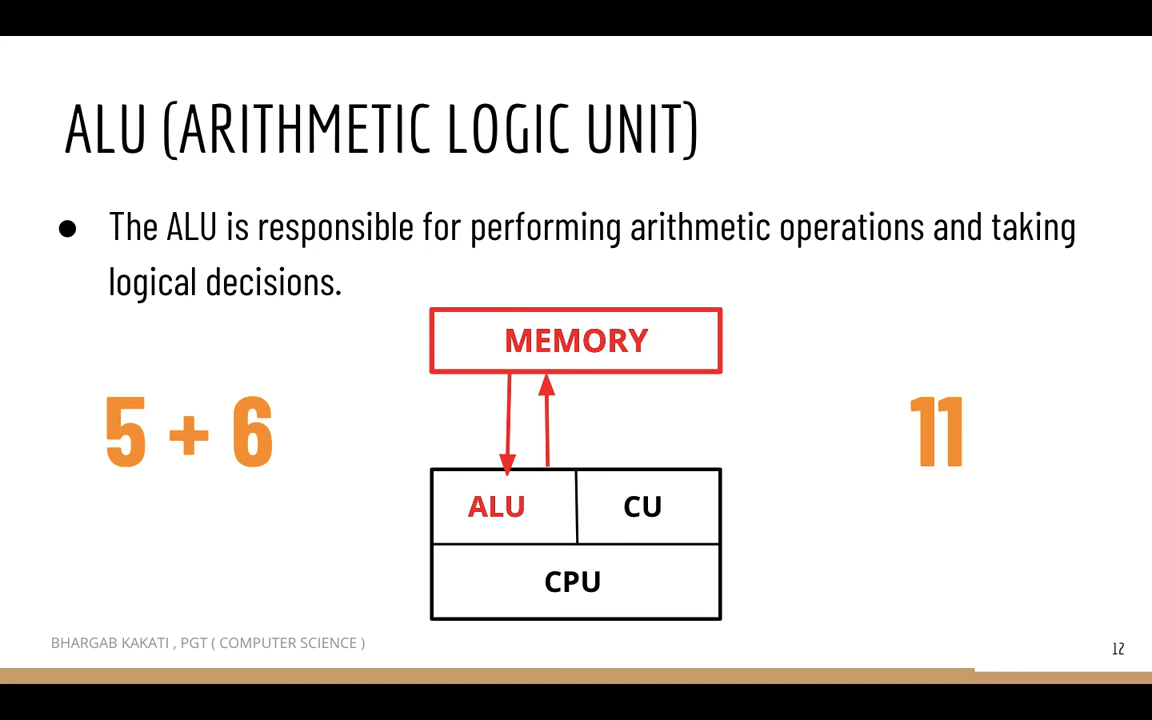 ALU (ARITHMETIC LOGIC UNIT)
● The ALU is responsible for performing arithmetic operations and taking
logical decisions.
MEMORY
5 + 6
11
ALU
CU
CPU
BHARGAB KAKATI , PGT ( COMPUTER SCIENCE )
12